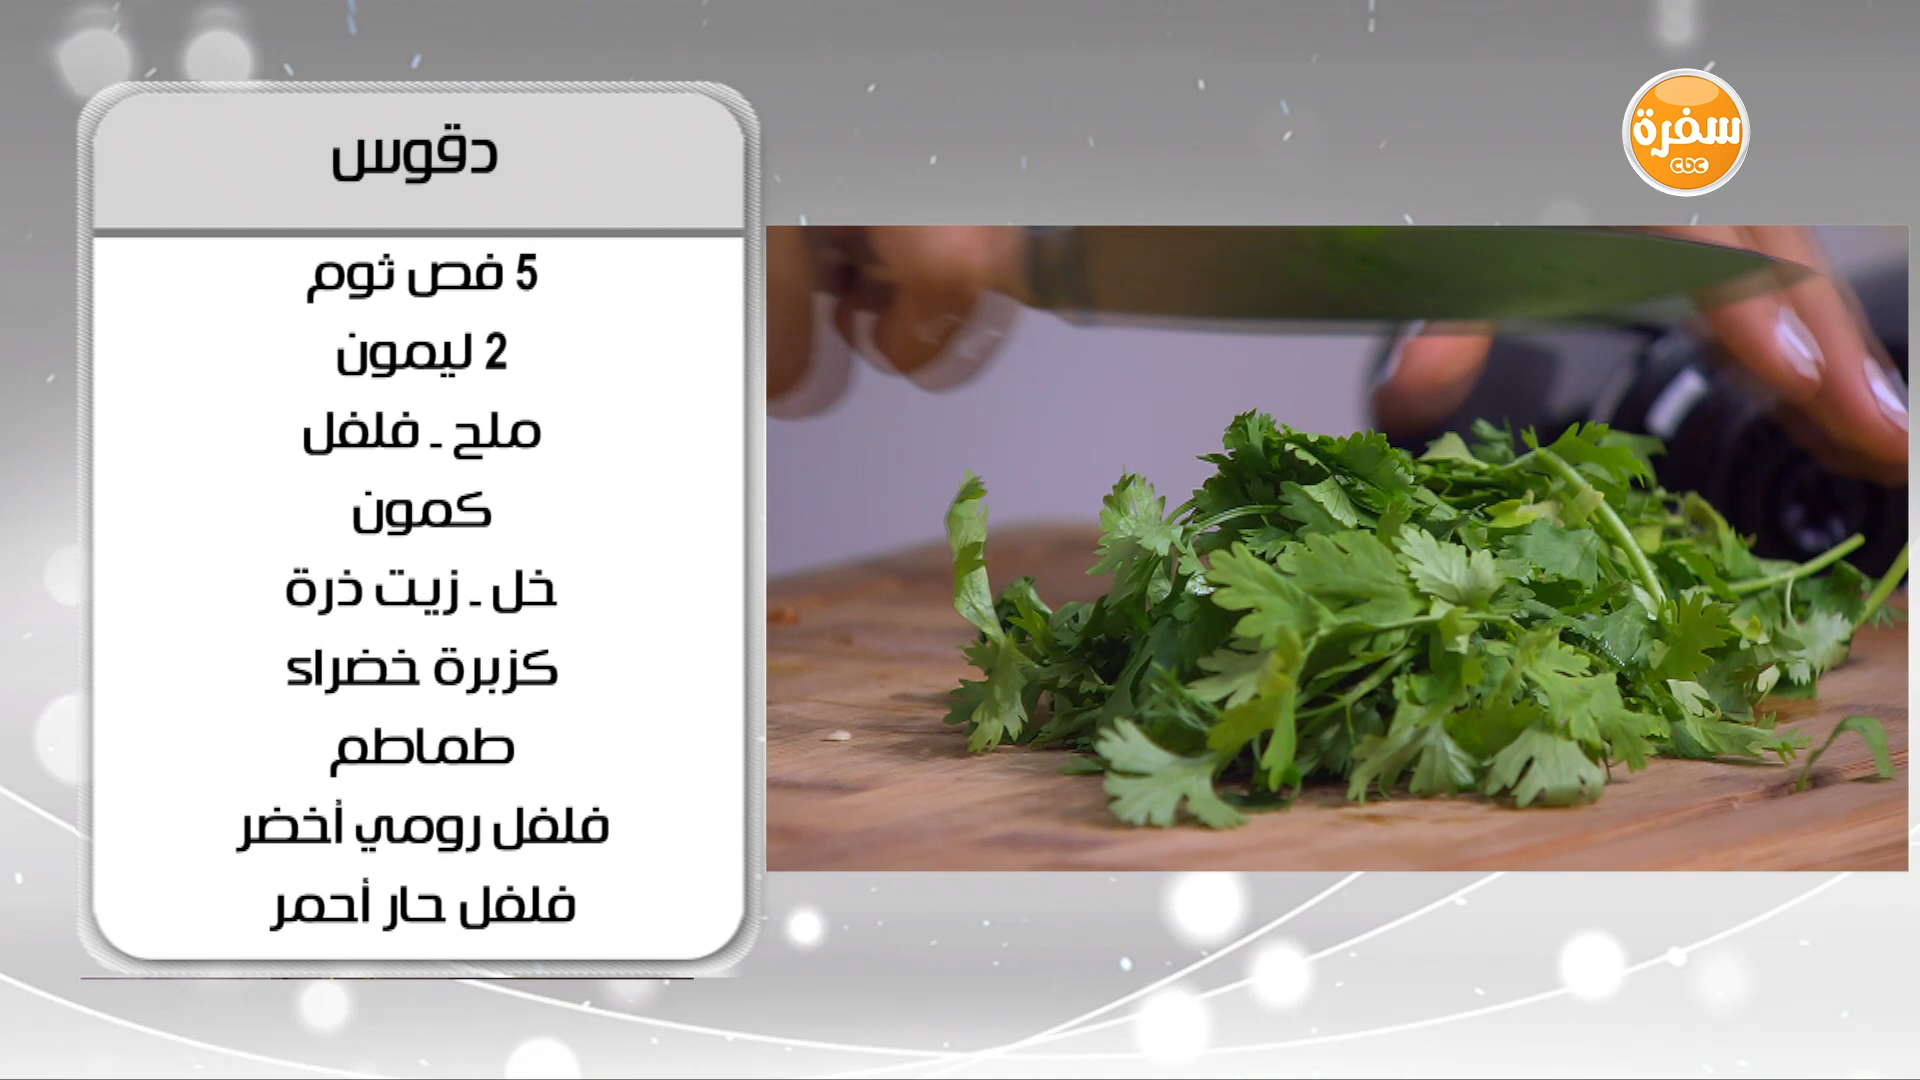 سفرة
cbc
دقوس
5 فص ثوم
2 ليمون
ملح - فلفل
كمون
خل - زيت ذرة
كزبرة خضراء
طماطم
فلفل رومي أخضر
فلفل حار أحمر